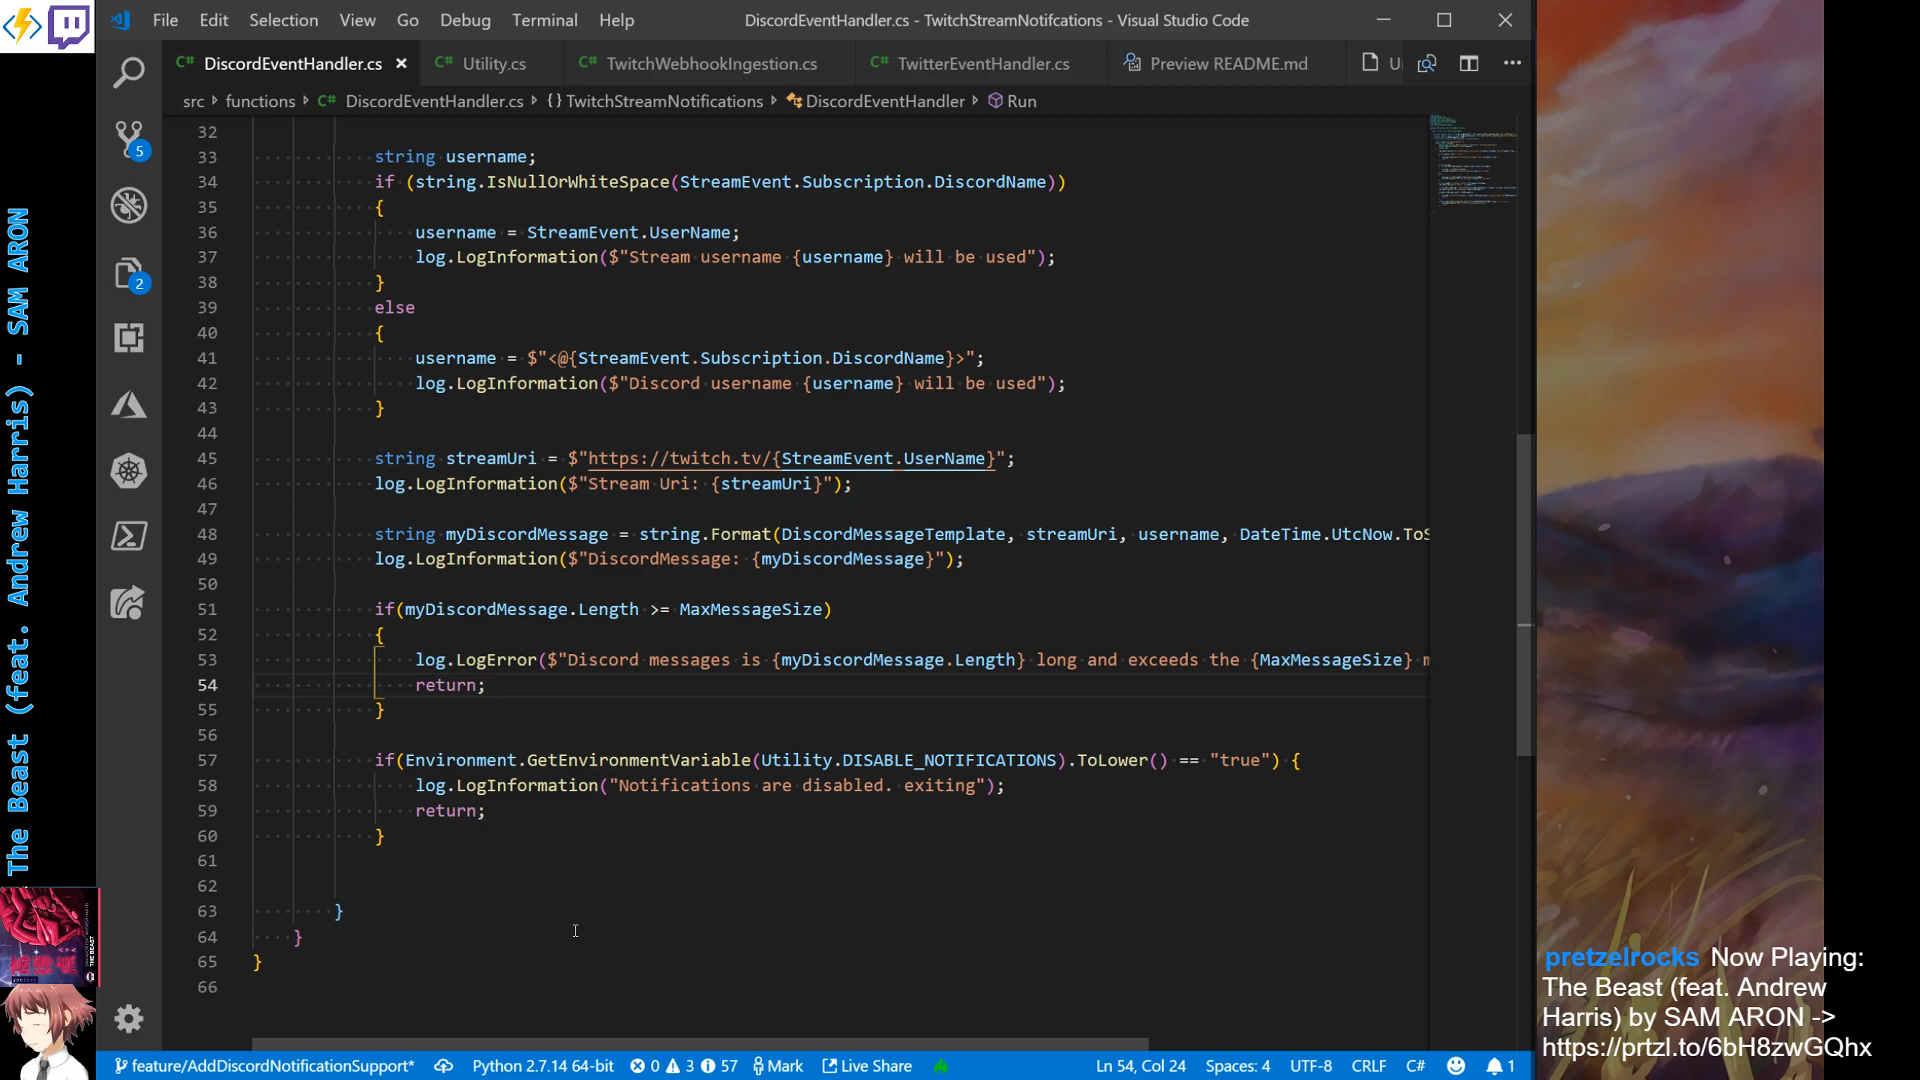 File Edit Selection View Go Debug Terminal Help DiscordEventHandler.cs - TwitchStreamNotifcations - Visual Studio Code
C# DiscordEventHandler.cs C# Utility.cs C# TwitchWebhookIngestion.cs C# TwitterEventHandler.cs Preview README.md U
src functions C# DiscordEventHandler.cs {} TwitchStreamNotifications DiscordEventHandler Run
32
33 string username;
34 if (string.IsNullOrWhiteSpace(StreamEvent.Subscription.DiscordName))
35 {
36 username = StreamEvent.UserName;
37 log.LogInformation($"Stream username {username} will be used");
38 }
39 else
40 {
41 username = $"<@{StreamEvent.Subscription.DiscordName}>";
42 log.LogInformation($"Discord username {username} will be used");
43 }
44
45 string streamUri = $"https://twitch.tv/{StreamEvent.UserName}";
46 log.LogInformation($"Stream Uri: {streamUri}");
47
48 string myDiscordMessage = string.Format(DiscordMessageTemplate, streamUri, username, DateTime.UtcNow.ToS
49 log.LogInformation($"DiscordMessage: {myDiscordMessage}");
50
51 if(myDiscordMessage.Length >= MaxMessageSize)
52 {
53 log.LogError($"Discord messages is {myDiscordMessage.Length} long and exceeds the {MaxMessageSize} m
54 return;
55 }
56
57 if(Environment.GetEnvironmentVariable(Utility.DISABLE_NOTIFICATIONS).ToLower() == "true") {
58 log.LogInformation("Notifications are disabled. exiting");
59 return;
60 }
61
62
63 }
64 }
65 }
66
5
2
feature/AddDiscordNotificationSupport* Python 2.7.14 64-bit 0 3 57 Mark Live Share Ln 54, Col 24 Spaces: 4 UTF-8 CRLF C# 1
The Beast (feat. Andrew Harris) - SAM ARON
pretzelrocks Now Playing:
The Beast (feat. Andrew
Harris) by SAM ARON ->
https://prtzl.to/6bH8zwGQhx